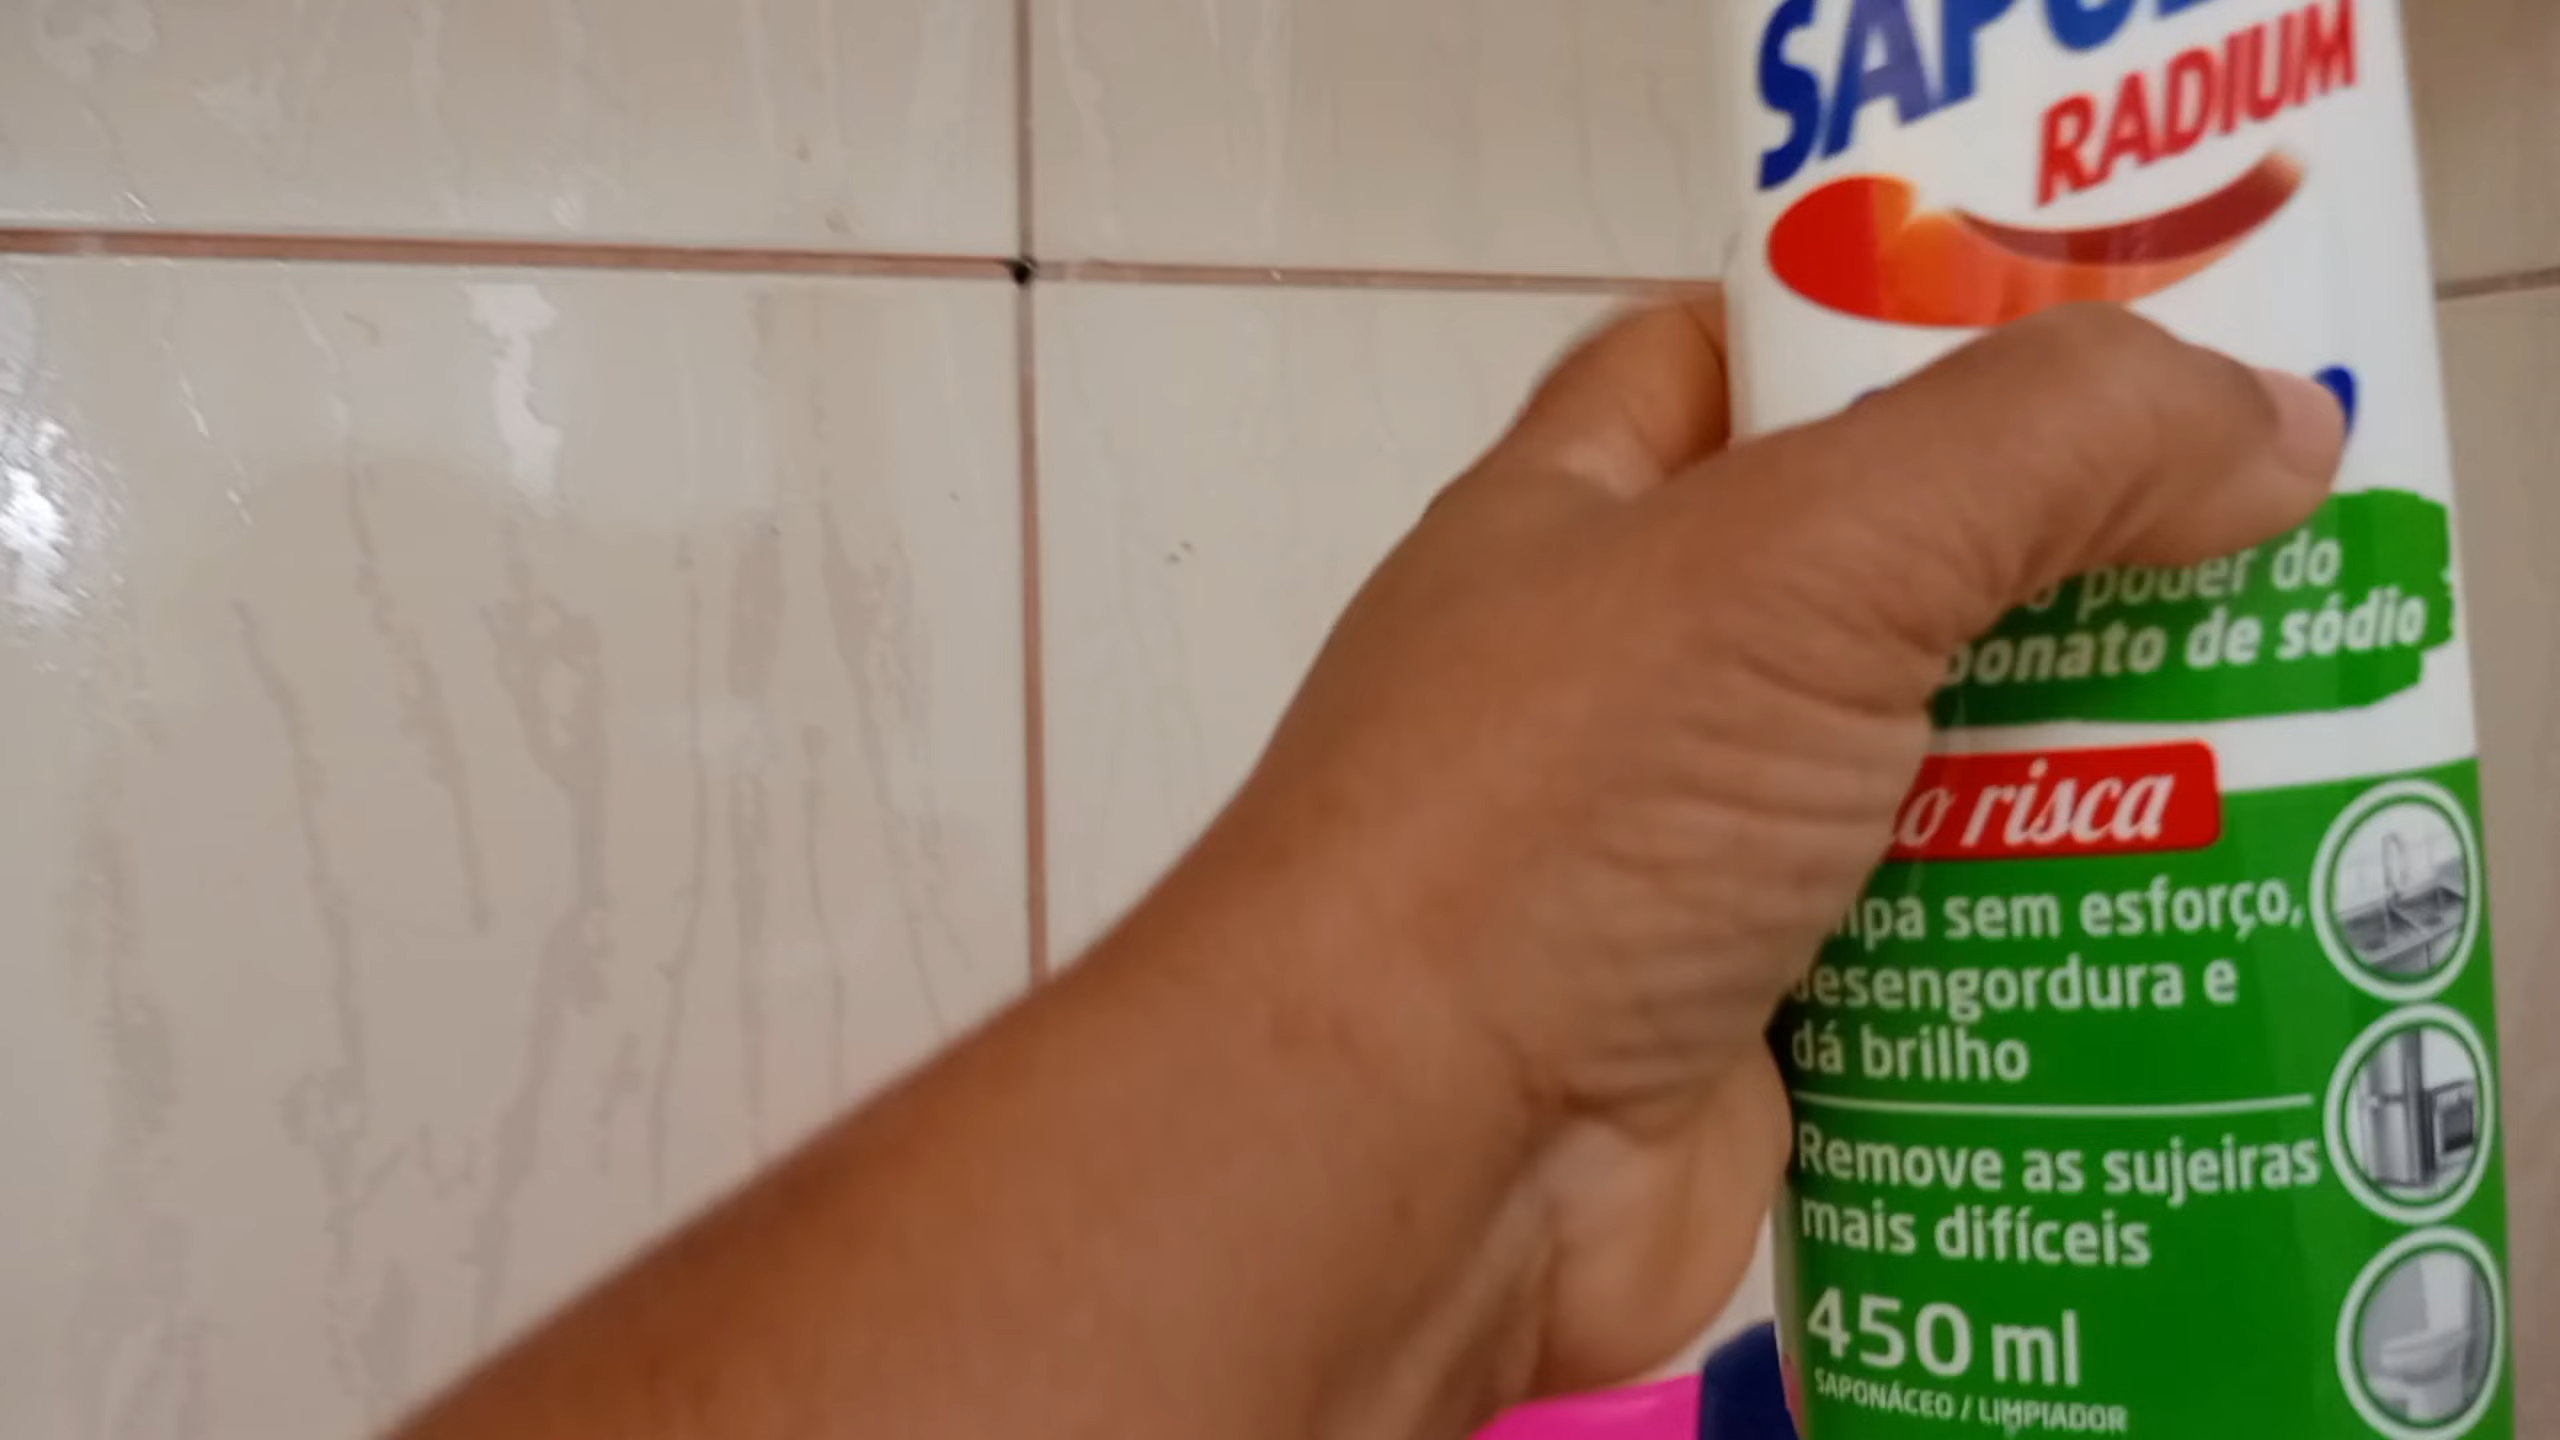 RADIUM
poder do
de sódio
risca
sem esforço,
desengordura e
dá brilho
Remove as sujeiras
mais difíceis
450 ml
SAPONÁCEO / LIMPIADOR